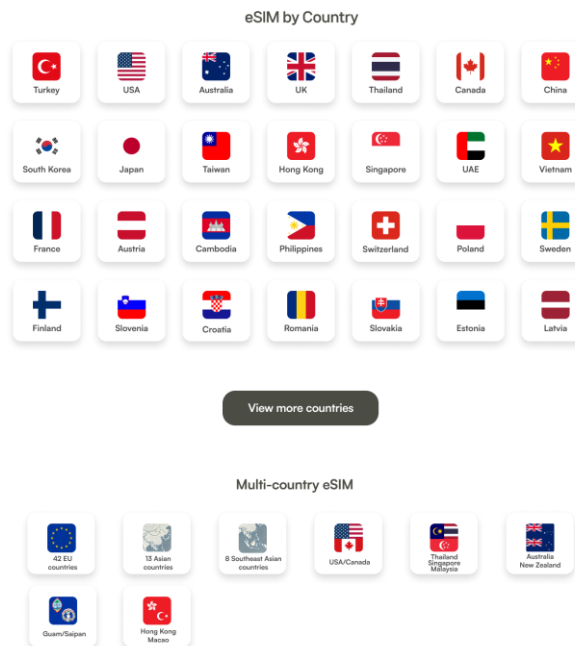 eSIM by Country
Turkey
USA
Australia
UK
Thailand
Canada
China
South Korea
Japan
Taiwan
Hong Kong
Singapore
UAE
Vietnam
France
Austria
Cambodia
Philippines
Switzerland
Poland
Sweden
Finland
Slovenia
Croatia
Romania
Slovakia
Estonia
Latvia
View more countries
Multi-country eSIM
42 EU
countries
13 Asian
countries
8 Southeast Asian
countries
USA/Canada
Thailand
Singapore
Malaysia
Australia
New Zealand
Guam/Saipan
Hong Kong
Macao